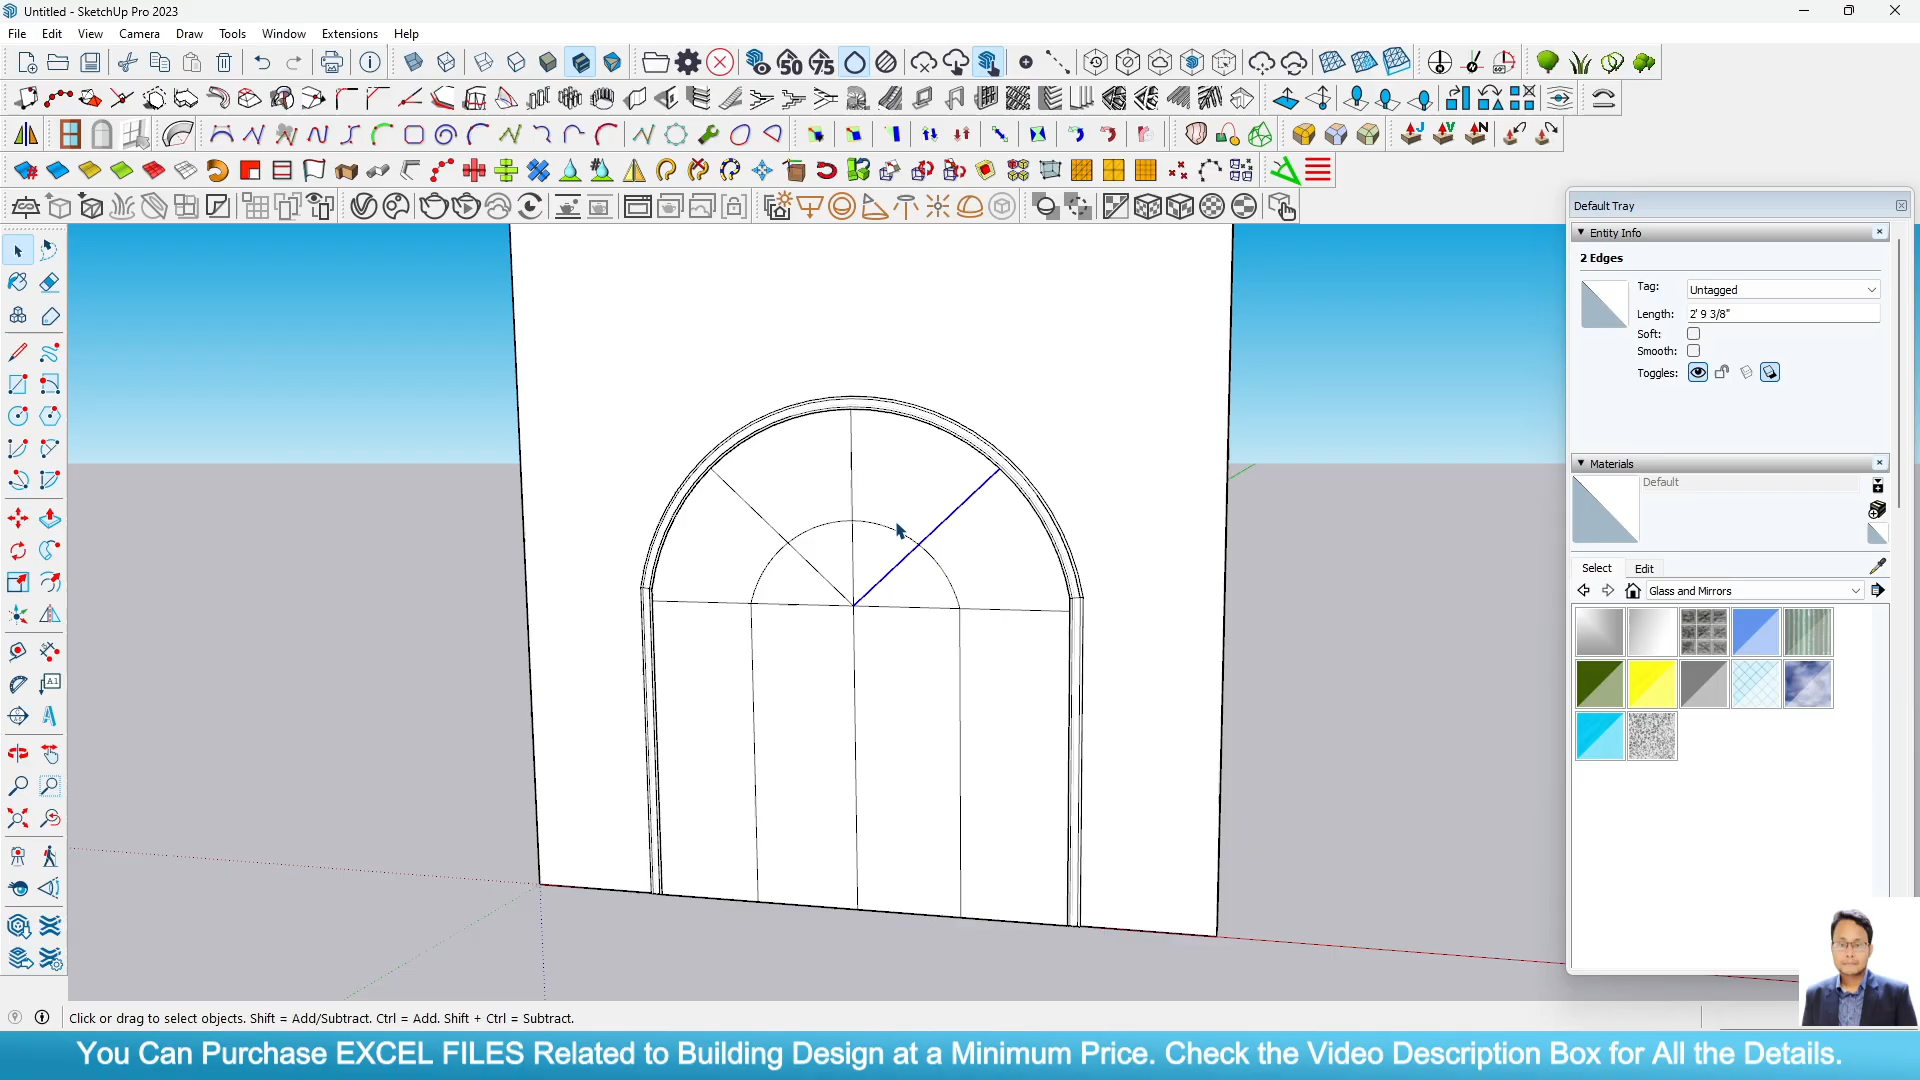 Untitled - SketchUp Pro 2023
File Edit View Camera Draw Tools Window Extensions Help
50 75
J V N
Default Tray
Entity Info
2 Edges
Tag: Untagged
Length: 2' 9 3/8"
Soft:
Smooth:
Toggles:
Materials
Default
Select Edit
Glass and Mirrors
A1
A
Click or drag to select objects. Shift = Add/Subtract. Ctrl = Add. Shift + Ctrl = Subtract.
You Can Purchase EXCEL FILES Related to Building Design at a Minimum Price. Check the Video Description Box for All the Details.